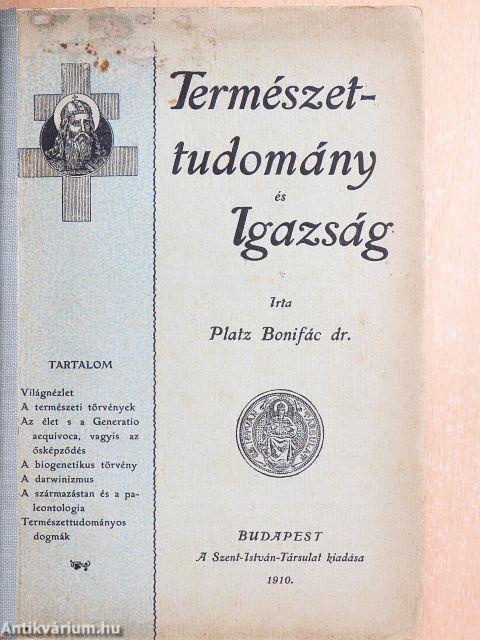 Természet-
tudomány
és
Igazság
Irta
Platz Bonifác dr.
TARTALOM
Világnézlet
A természeti törvények
Az élet s a Generatio
aequivoca, vagyis az
ősképződés
A biogenetikus törvény
A darwinizmus
A származástan és a pa-
leontologia
Természettudományos
dogmák
BUDAPEST
A Szent-István-Társulat kiadása
1910.
Antikvárium.hu